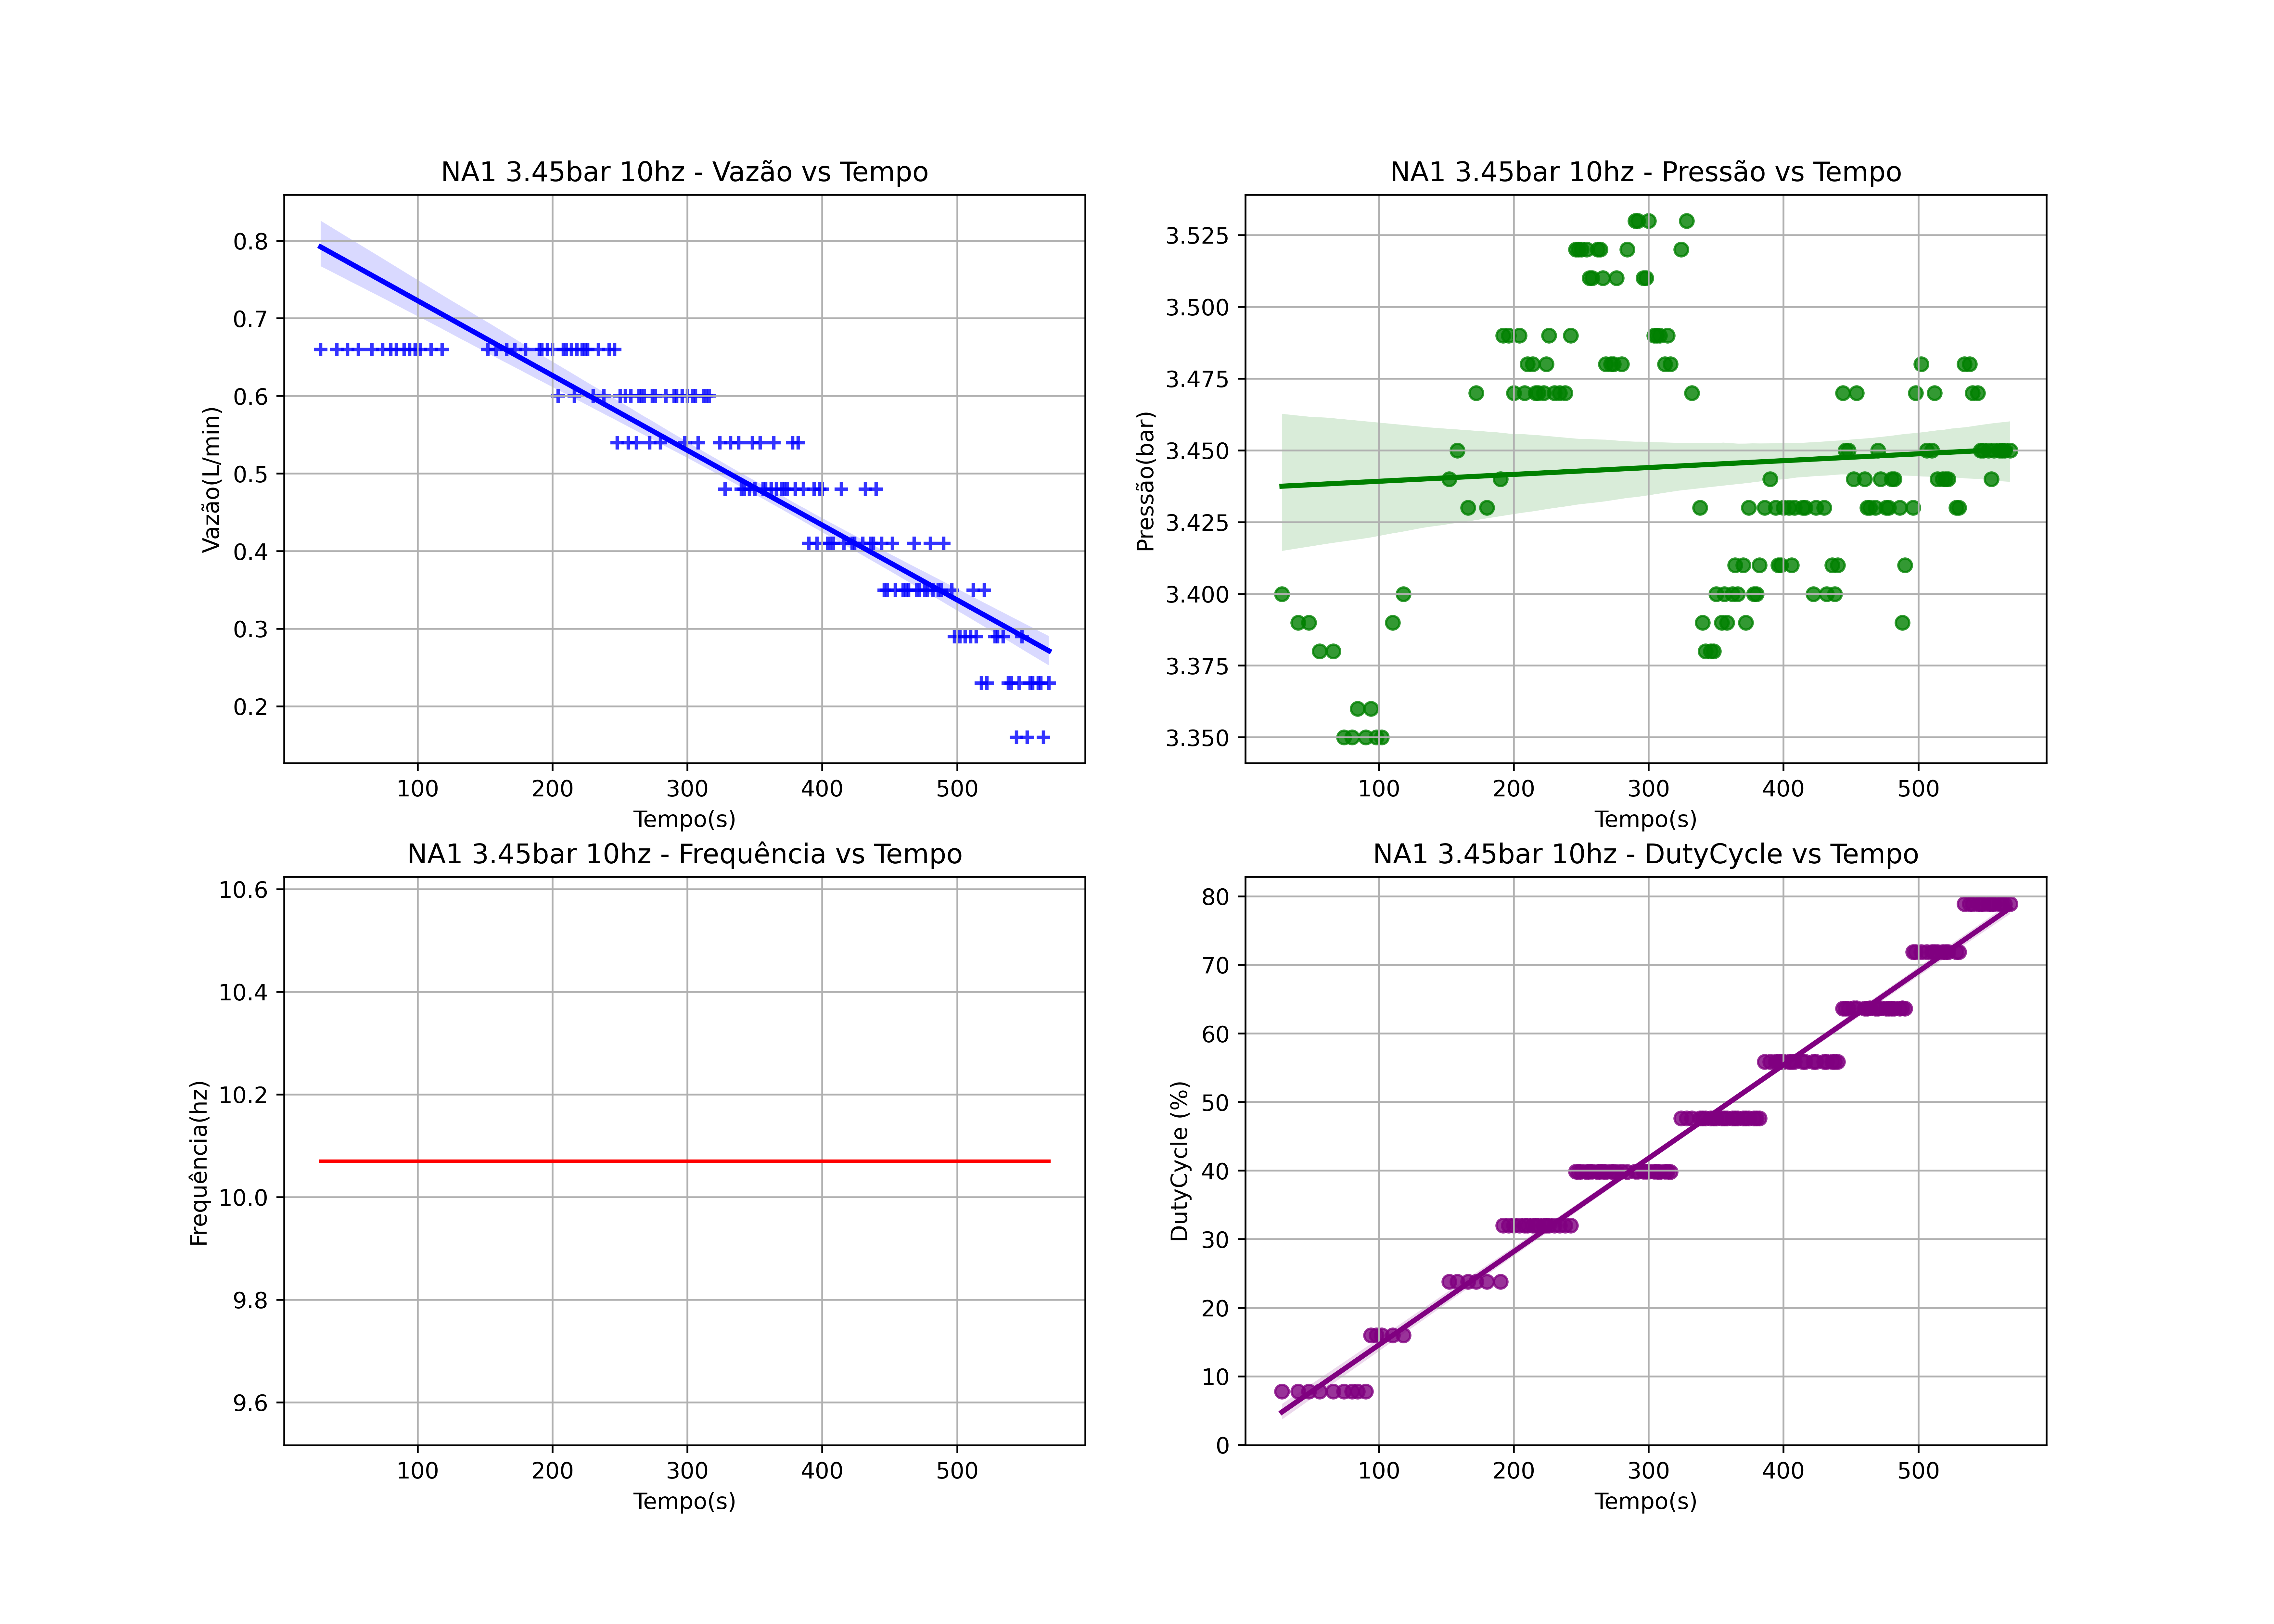 NA1 3.45bar 10hz - Vazão vs Tempo
0.8
0.7
0.6
0.5
0.4
0.3
0.2
Vazão(L/min)
100 200 300 400 500
Tempo(s)
NA1 3.45bar 10hz - Pressão vs Tempo
3.525
3.500
3.475
3.450
3.425
3.400
3.375
3.350
Pressão(bar)
100 200 300 400 500
Tempo(s)
NA1 3.45bar 10hz - Frequência vs Tempo
10.6
10.4
10.2
10.0
9.8
9.6
Frequência(hz)
100 200 300 400 500
Tempo(s)
NA1 3.45bar 10hz - DutyCycle vs Tempo
80
70
60
50
40
30
20
10
0
DutyCycle (%)
100 200 300 400 500
Tempo(s)